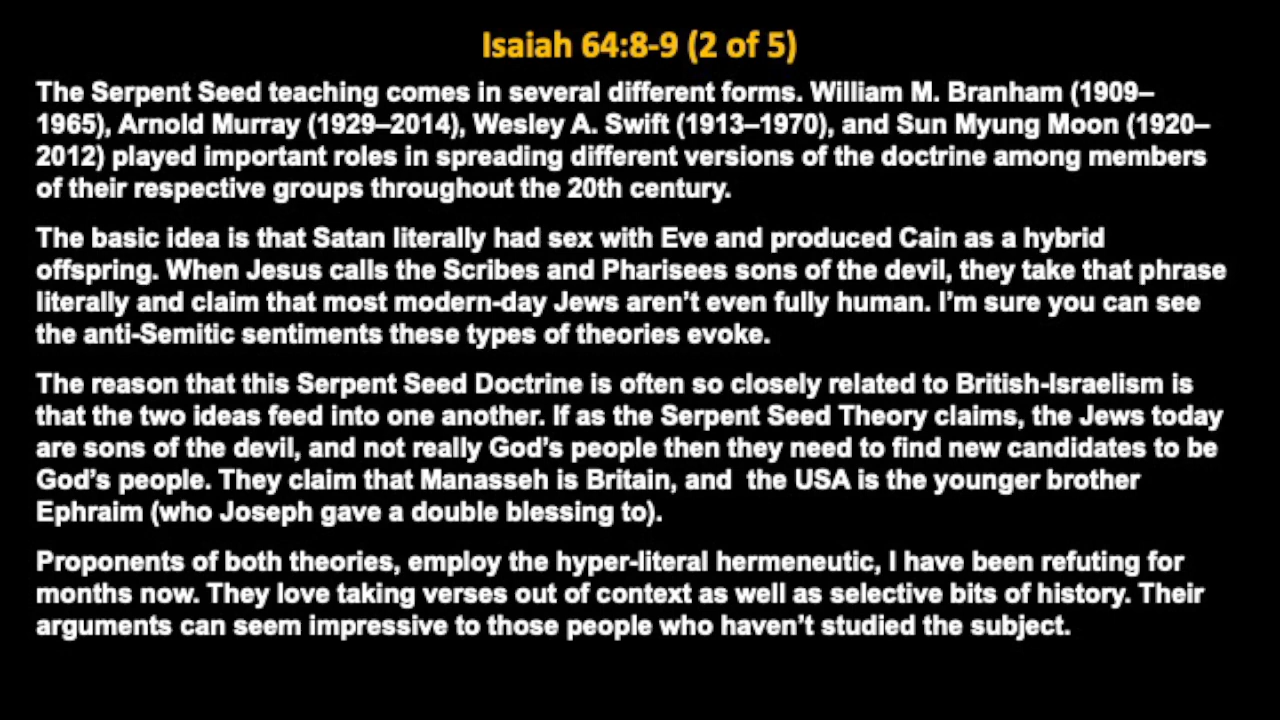 Isaiah 64:8-9 (2 of 5)
The Serpent Seed teaching comes in several different forms. William M. Branham (1909–
1965), Arnold Murray (1929–2014), Wesley A. Swift (1913–1970), and Sun Myung Moon (1920–
2012) played important roles in spreading different versions of the doctrine among members
of their respective groups throughout the 20th century.
The basic idea is that Satan literally had sex with Eve and produced Cain as a hybrid
offspring. When Jesus calls the Scribes and Pharisees sons of the devil, they take that phrase
literally and claim that most modern-day Jews aren’t even fully human. I’m sure you can see
the anti-Semitic sentiments these types of theories evoke.
The reason that this Serpent Seed Doctrine is often so closely related to British-Israelism is
that the two ideas feed into one another. If as the Serpent Seed Theory claims, the Jews today
are sons of the devil, and not really God’s people then they need to find new candidates to be
God’s people. They claim that Manasseh is Britain, and  the USA is the younger brother
Ephraim (who Joseph gave a double blessing to).
Proponents of both theories, employ the hyper-literal hermeneutic, I have been refuting for
months now. They love taking verses out of context as well as selective bits of history. Their
arguments can seem impressive to those people who haven’t studied the subject.